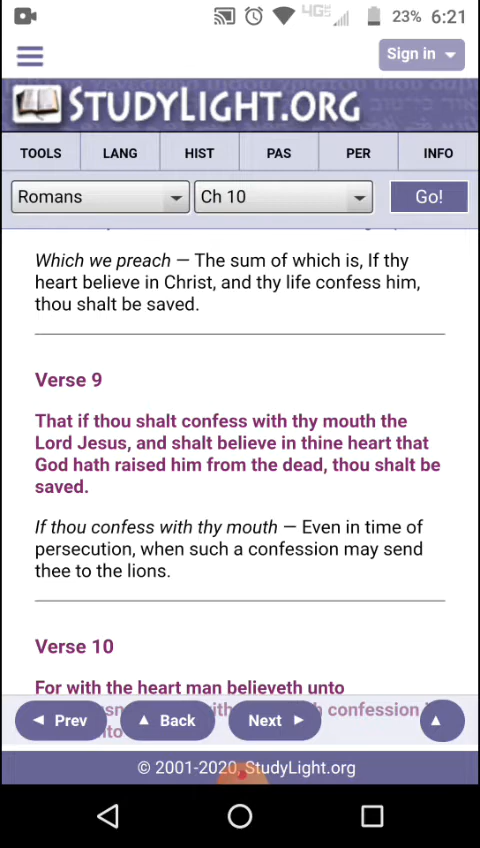 4G 23% 6:21
Sign in
STUDYLIGHT.ORG
TOOLS LANG HIST PAS PER INFO
Romans Ch 10 Go!
Which we preach — The sum of which is, If thy
heart believe in Christ, and thy life confess him,
thou shalt be saved.
Verse 9
That if thou shalt confess with thy mouth the
Lord Jesus, and shalt believe in thine heart that
God hath raised him from the dead, thou shalt be
saved.
If thou confess with thy mouth — Even in time of
persecution, when such a confession may send
thee to the lions.
Verse 10
For with the heart man believeth unto
confession
Prev Back Next
© 2001-2020, StudyLight.org